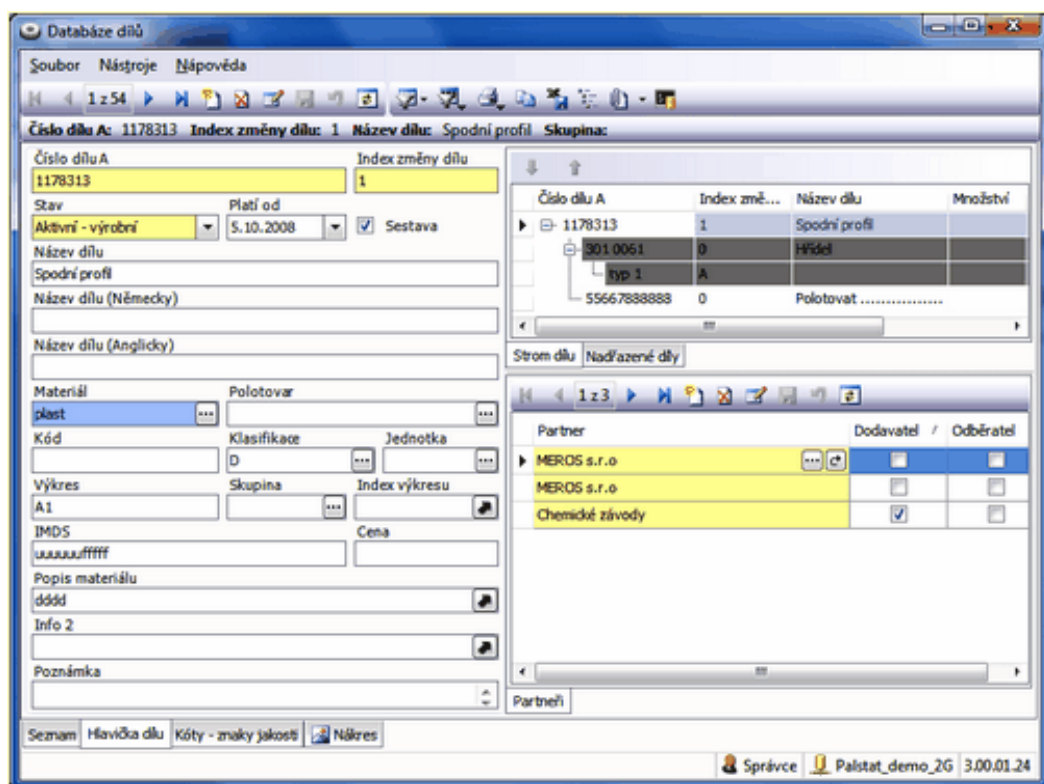 Databáze dílů
Soubor Nástroje Nápověda
1 z 54
Číslo dílu A: 1178313 Index změny dílu: 1 Název dílu: Spodní profil Skupina:
Číslo dílu A Index změny dílu
1178313 1
Stav Platí od
Aktivní - výrobní 5.10.2008 Sestava
Název dílu
Spodní profil
Název dílu (Německy)
Název dílu (Anglicky)
Materiál Polotovar
plast
Kód Klasifikace Jednotka
D
Výkres Skupina Index výkresu
A1
IMDS Cena
uuuuuufffff
Popis materiálu
dddd
Info 2
Poznámka
Číslo dílu A Index změ... Název dílu Množství
1178313 1 Spodní profil
301 0061 0 Hřídel
typ 1 A
55667888888 0 Polotovat ................
Strom dílu Nadřazené díly
1 z 3
Partner Dodavatel / Odběratel
MEROS s.r.o
MEROS s.r.o
Chemické závody
Partneři
Seznam Hlavička dílu Kóty - znaky jakosti Nákres
Správce Palstat_demo_2G 3.00.01.24